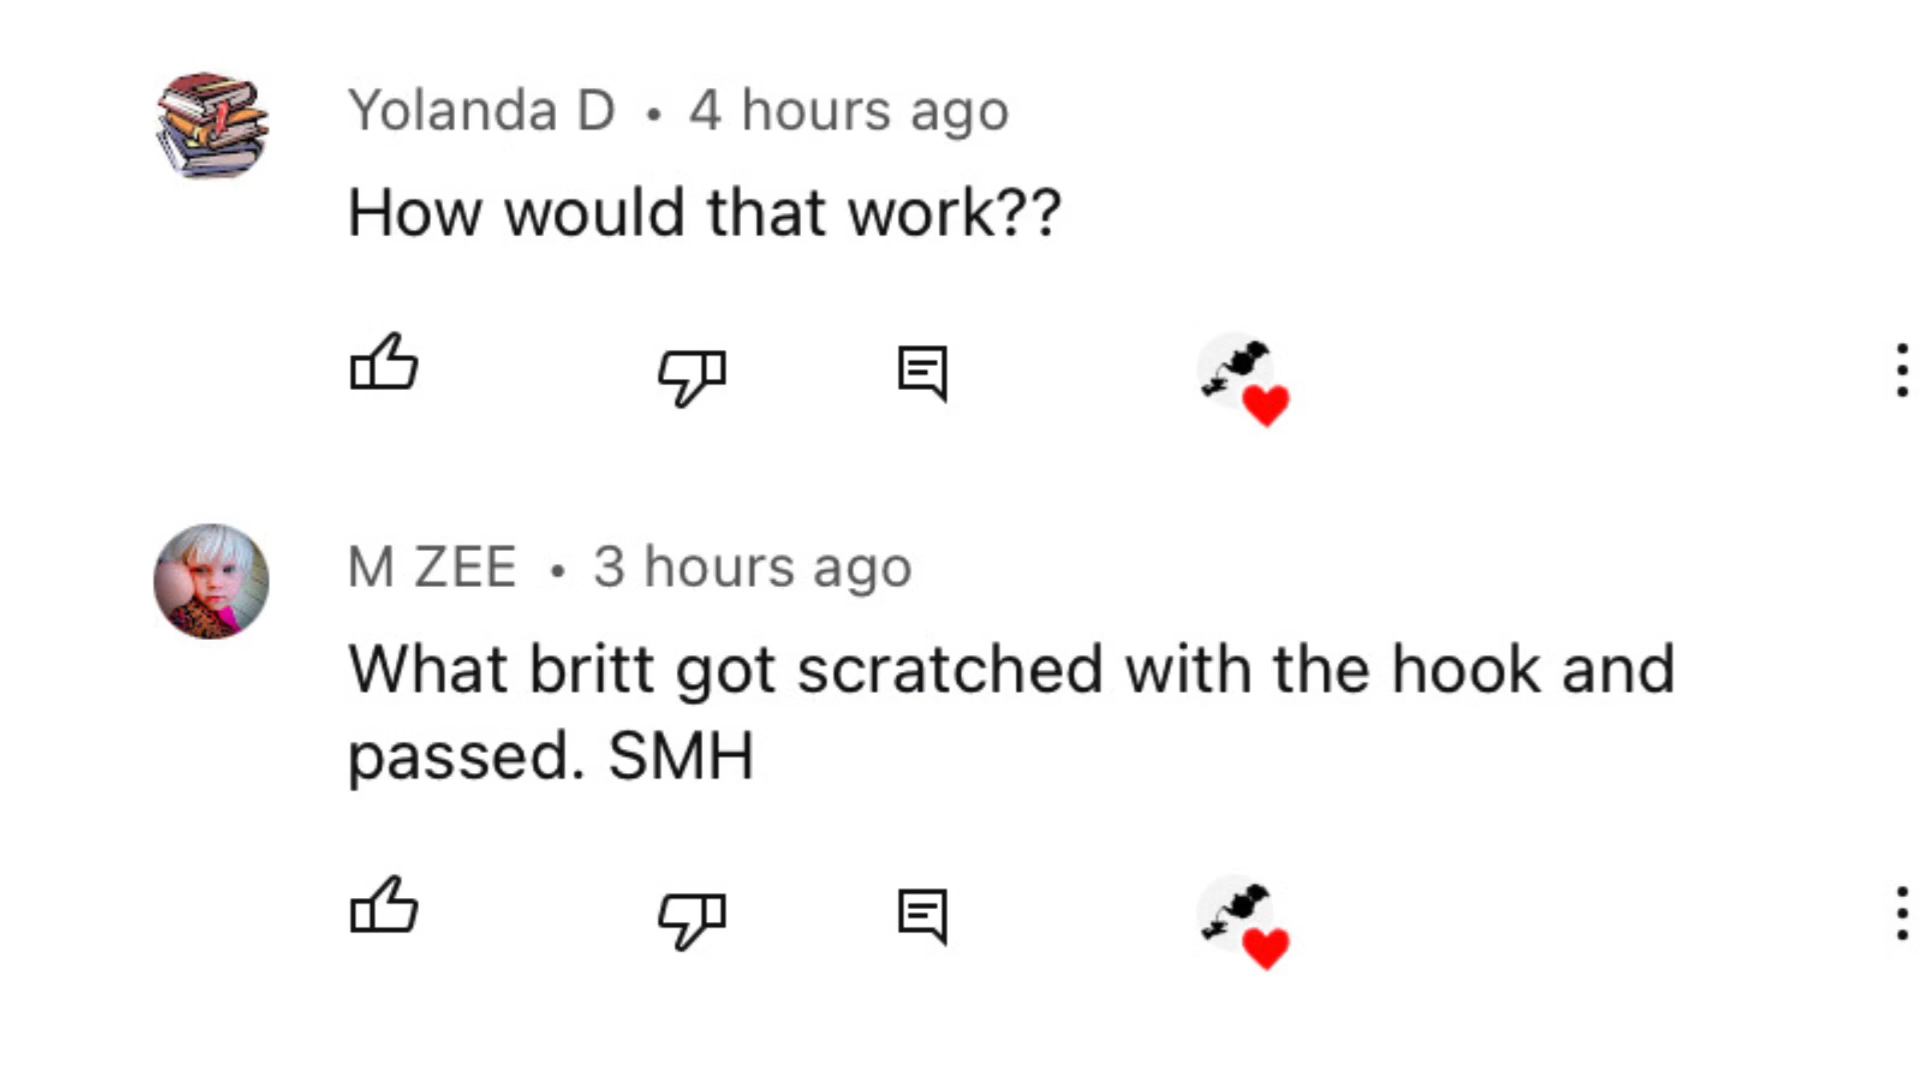 Yolanda D • 4 hours ago
How would that work??
M ZEE • 3 hours ago
What britt got scratched with the hook and
passed. SMH